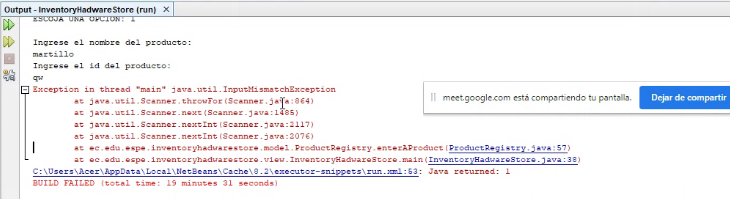 Output - InventoryHadwareStore (run)
ESCOJA UNA OPCION: 1
Ingrese el nombre del producto:
martillo
Ingrese el id del producto:
qw
Exception in thread "main" java.util.InputMismatchException
at java.util.Scanner.throwFor(Scanner.java:864)
at java.util.Scanner.next(Scanner.java:1485)
at java.util.Scanner.nextInt(Scanner.java:2117)
at java.util.Scanner.nextInt(Scanner.java:2076)
at ec.edu.espe.inventoryhadwarestore.model.ProductRegistry.enterAProduct(ProductRegistry.java:57)
at ec.edu.espe.inventoryhadwarestore.view.InventoryHadwareStore.main(InventoryHadwareStore.java:38)
C:\Users\Acer\AppData\Local\NetBeans\Cache\8.2\executor-snippets\run.xml:53: Java returned: 1
BUILD FAILED (total time: 19 minutes 31 seconds)
meet.google.com está compartiendo tu pantalla.
Dejar de compartir